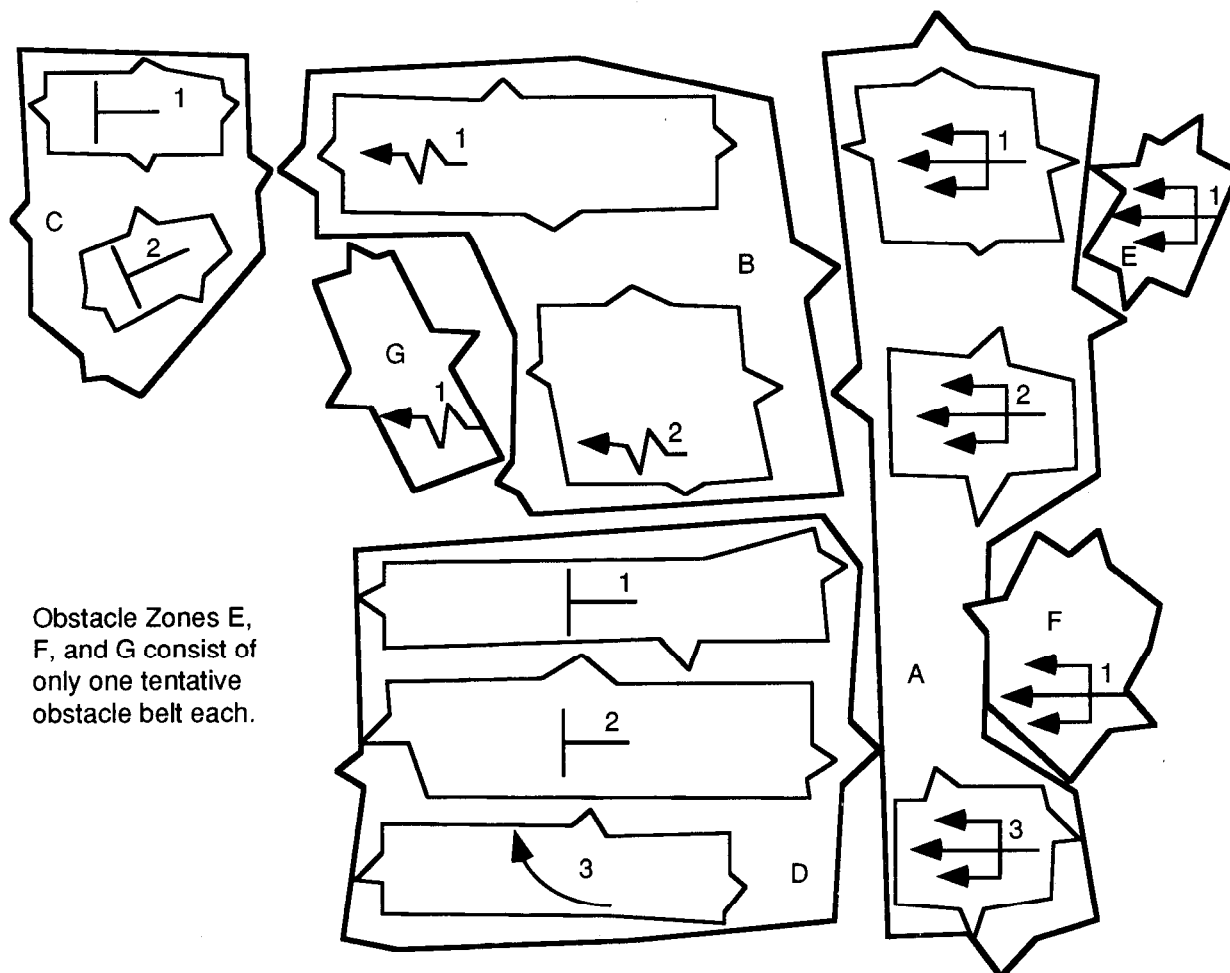 1
C
2
1
B
G
1
2
1
1
E
2
1
F
A
1
2
3
D
3
Obstacle Zones E,
F, and G consist of
only one tentative
obstacle belt each.